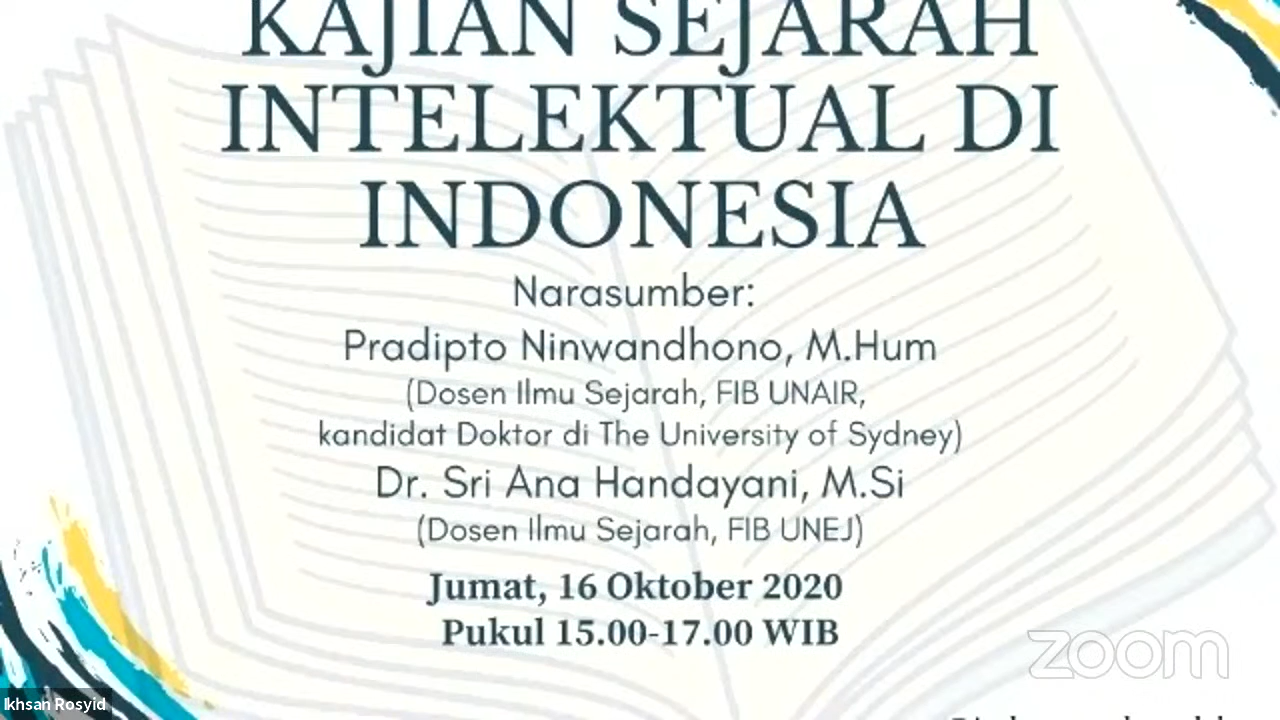 KAJIAN SEJARAH
INTELEKTUAL DI
INDONESIA
Narasumber:
Pradipto Ninwandhono, M.Hum
(Dosen Ilmu Sejarah, FIB UNAIR,
kandidat Doktor di The University of Sydney)
Dr. Sri Ana Handayani, M.Si
(Dosen Ilmu Sejarah, FIB UNEJ)
Jumat, 16 Oktober 2020
Pukul 15.00-17.00 WIB
zoom
Ikhsan Rosyid